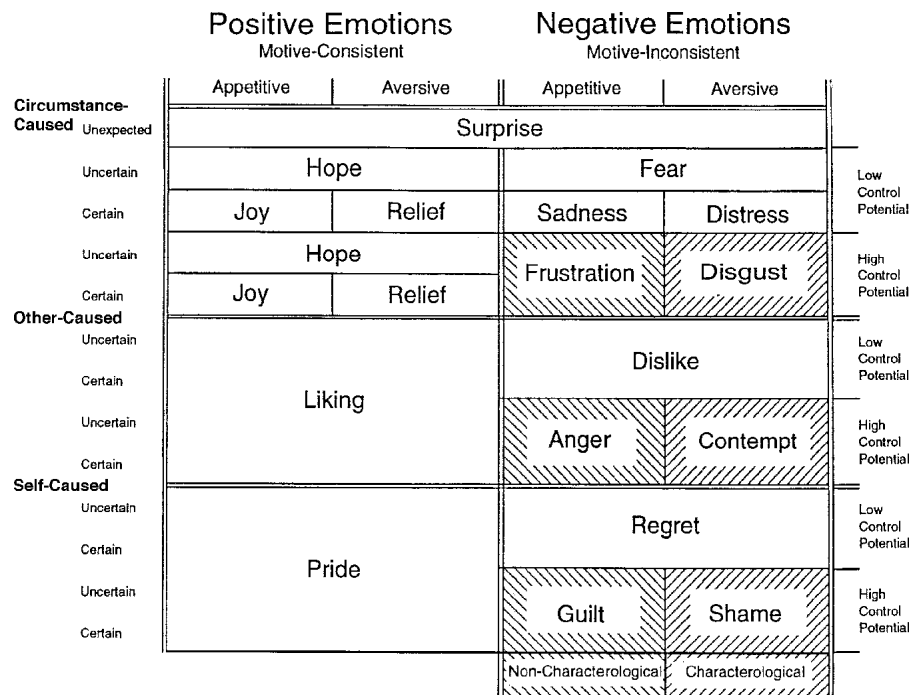 Positive Emotions Negative Emotions
Motive-Consistent Motive-Inconsistent
Appetitive Aversive Appetitive Aversive
Circumstance-
Caused Unexpected Surprise
Uncertain Hope Fear
Low
Control
Potential
Certain Joy Relief Sadness Distress
Uncertain Hope
Frustration Disgust
High
Control
Potential
Certain Joy Relief
Other-Caused
Uncertain
Low
Control
Potential
Dislike
Certain
Liking
Uncertain
High
Control
Potential
Anger Contempt
Certain
Self-Caused
Uncertain
Low
Control
Potential
Regret
Certain
Pride
Uncertain
High
Control
Potential
Guilt Shame
Certain
Non-Characterological Characterological